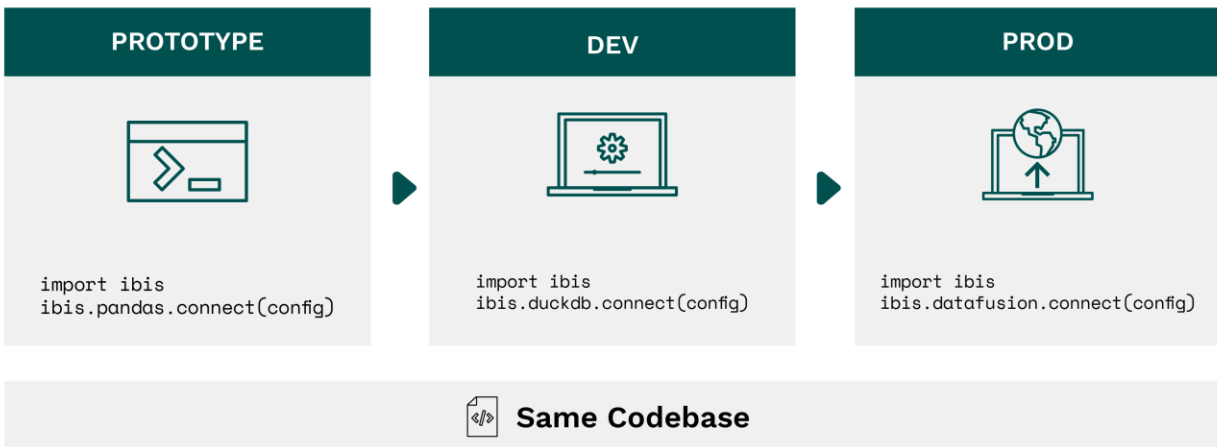 PROTOTYPE
import ibis
ibis.pandas.connect(config)
DEV
import ibis
ibis.duckdb.connect(config)
PROD
import ibis
ibis.datafusion.connect(config)
</> Same Codebase